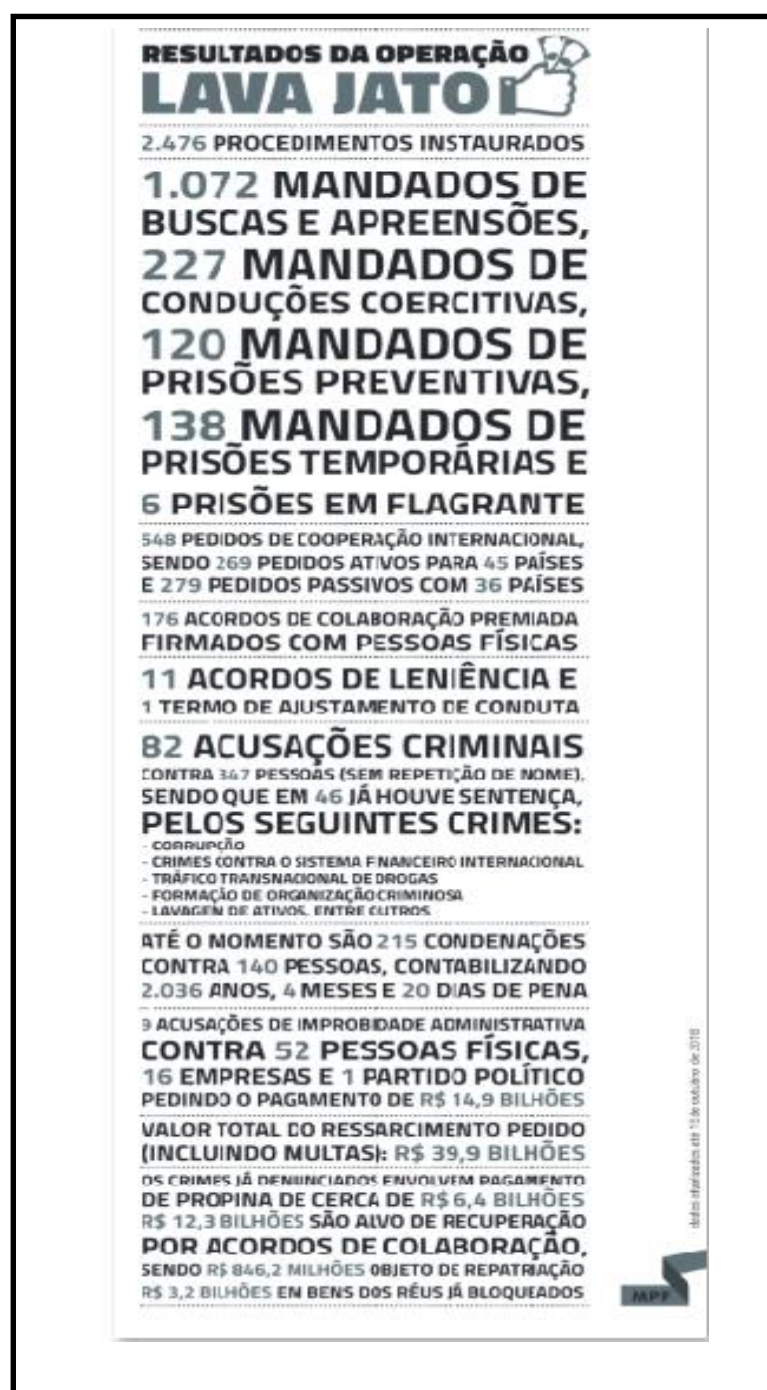 RESULTADOS DA OPERAÇÃO
LAVA JATO
2.476 PROCEDIMENTOS INSTAURADOS
1.072 MANDADOS DE
BUSCAS E APREENSÕES,
227 MANDADOS DE
CONDUÇÕES COERCITIVAS,
120 MANDADOS DE
PRISÕES PREVENTIVAS,
138 MANDADOS DE
PRISÕES TEMPORÁRIAS E
6 PRISÕES EM FLAGRANTE
548 PEDIDOS DE COOPERAÇÃO INTERNACIONAL,
SENDO 269 PEDIDOS ATIVOS PARA 45 PAÍSES
E 279 PEDIDOS PASSIVOS COM 36 PAÍSES
176 ACORDOS DE COLABORAÇÃO PREMIADA
FIRMADOS COM PESSOAS FÍSICAS
11 ACORDOS DE LENIÊNCIA E
1 TERMO DE AJUSTAMENTO DE CONDUTA
82 ACUSAÇÕES CRIMINAIS
CONTRA 347 PESSOAS (SEM REPETIÇÃO DE NOME),
SENDO QUE EM 46 JÁ HOUVE SENTENÇA,
PELOS SEGUINTES CRIMES:
- CORRUPÇÃO
- CRIMES CONTRA O SISTEMA FINANCEIRO INTERNACIONAL
- TRÁFICO TRANSNACIONAL DE DROGAS
- FORMAÇÃO DE ORGANIZAÇÃO CRIMINOSA
- LAVAGEM DE ATIVOS, ENTRE OUTROS
ATÉ O MOMENTO SÃO 215 CONDENAÇÕES
CONTRA 140 PESSOAS, CONTABILIZANDO
2.036 ANOS, 4 MESES E 20 DIAS DE PENA
9 ACUSAÇÕES DE IMPROBIDADE ADMINISTRATIVA
CONTRA 52 PESSOAS FÍSICAS,
16 EMPRESAS E 1 PARTIDO POLÍTICO
PEDINDO O PAGAMENTO DE R$ 14,9 BILHÕES
VALOR TOTAL DO RESSARCIMENTO PEDIDO
(INCLUINDO MULTAS): R$ 39,9 BILHÕES
OS CRIMES JÁ DENUNCIADOS ENVOLVEM PAGAMENTO
DE PROPINA DE CERCA DE R$ 6,4 BILHÕES
R$ 12,3 BILHÕES SÃO ALVO DE RECUPERAÇÃO
POR ACORDOS DE COLABORAÇÃO,
SENDO R$ 846,2 MILHÕES OBJETO DE REPATRIAÇÃO
R$ 3,2 BILHÕES EM BENS DOS RÉUS JÁ BLOQUEADOS
dados atualizados até de outubro de 2018
MPF